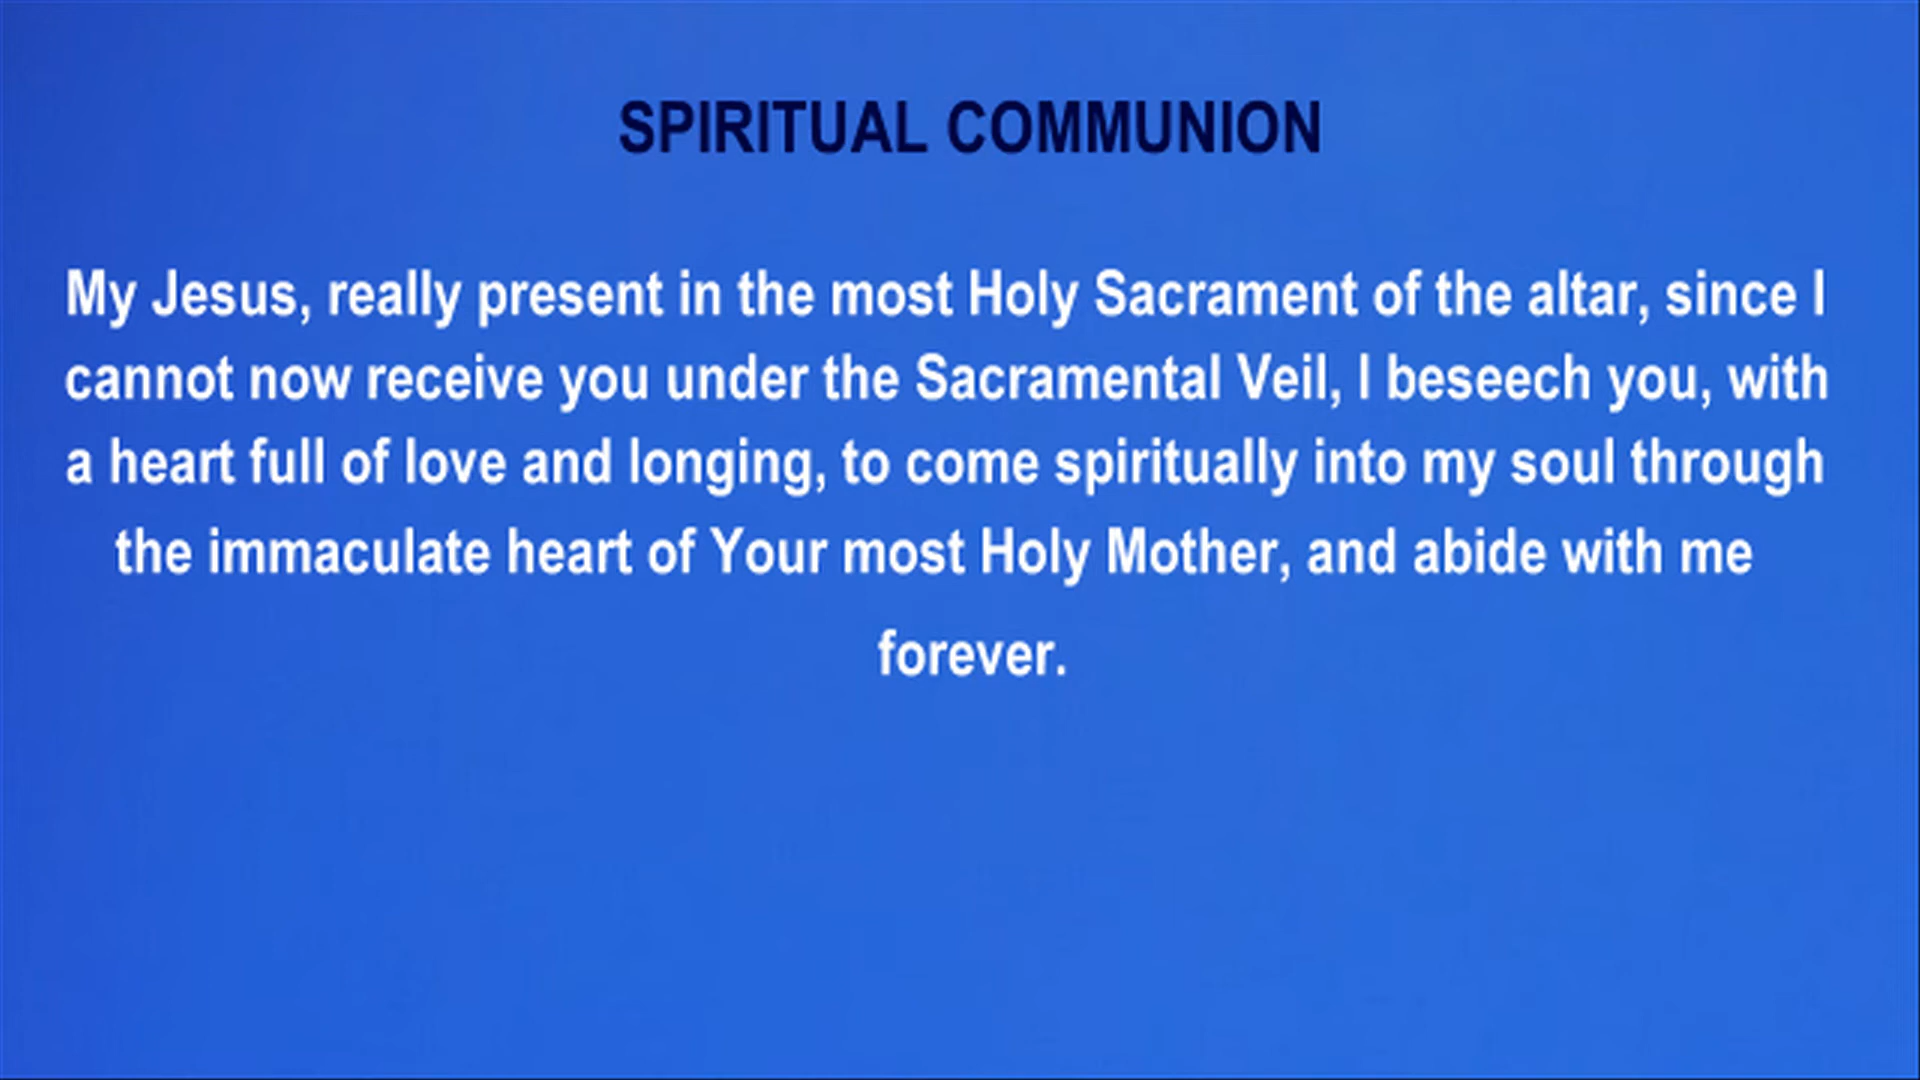 SPIRITUAL COMMUNION
My Jesus, really present in the most Holy Sacrament of the altar, since I
cannot now receive you under the Sacramental Veil, I beseech you, with
a heart full of love and longing, to come spiritually into my soul through
the immaculate heart of Your most Holy Mother, and abide with me
forever.